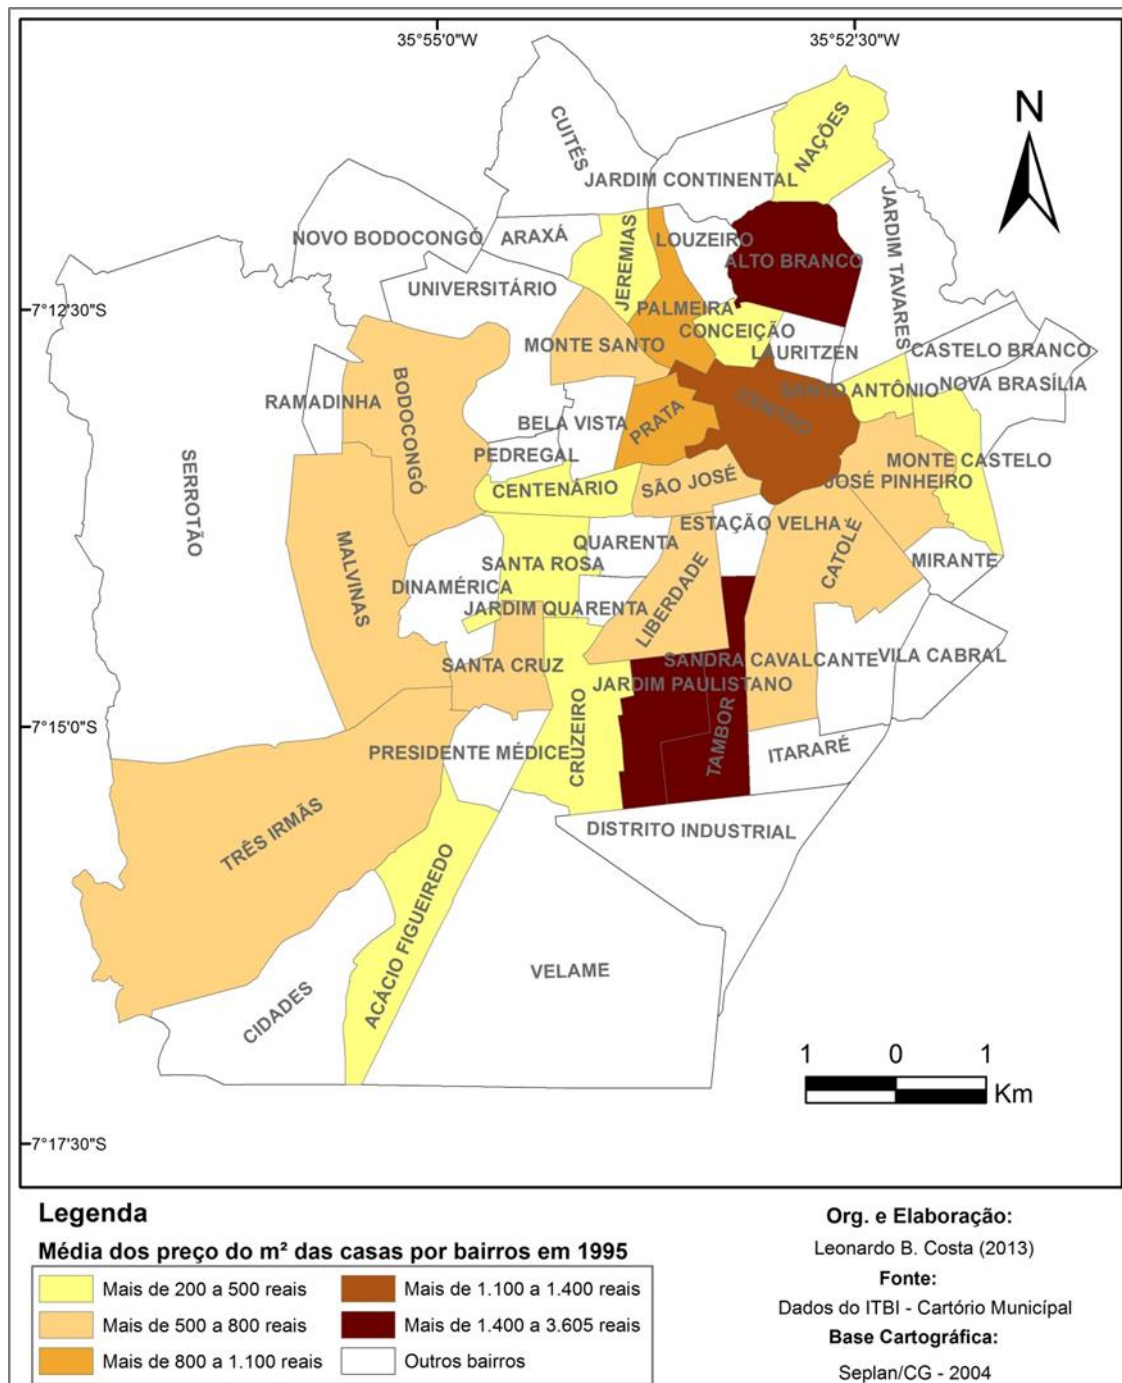 35°55'0"W
35°52'30"W
N
NAÇÕES
CUITÉS
JARDIM CONTINENTAL
JARDIM TAVARES
NOVO BODOCONGÓ
ARAXÁ
JEREMIAS
LOUZEIRO
ALTO BRANCO
UNIVERSITÁRIO
7°12'30"S
PALMEIRA
CONCEIÇÃO
MONTE SANTO
LAURITZEN
CASTELO BRANCO
SANTO ANTÔNIO
NOVA BRASÍLIA
RAMADINHA
BODOCONGÓ
BELA VISTA
PRATA
CENTRO
PEDREGAL
MONTE CASTELO
SERROTÃO
CENTENÁRIO
SÃO JOSÉ
JOSÉ PINHEIRO
ESTAÇÃO VELHA
QUARENTA
CATOLÉ
MALVINAS
SANTA ROSA
MIRANTE
DINAMÉRICA
LIBERDADE
JARDIM QUARENTA
SANTA CRUZ
SANDRA CAVALCANTE
VILA CABRAL
JARDIM PAULISTANO
7°15'0"S
CRUZEIRO
TAMBOR
PRESIDENTE MÉDICE
ITARARÉ
TRÊS IRMÃS
DISTRITO INDUSTRIAL
ACÁCIO FIGUEIREDO
VELAME
CIDADES
1 0 1
Km
7°17'30"S
Legenda
Média dos preço do m² das casas por bairros em 1995
Mais de 200 a 500 reais
Mais de 500 a 800 reais
Mais de 800 a 1.100 reais
Mais de 1.100 a 1.400 reais
Mais de 1.400 a 3.605 reais
Outros bairros
Org. e Elaboração:
Leonardo B. Costa (2013)
Fonte:
Dados do ITBI - Cartório Municípal
Base Cartográfica:
Seplan/CG - 2004